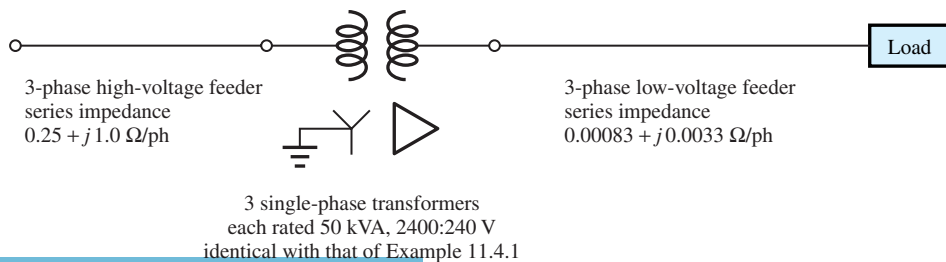 Load
3-phase high-voltage feeder
series impedance
0.25 + j 1.0 Ω/ph
3-phase low-voltage feeder
series impedance
0.00083 + j 0.0033 Ω/ph
3 single-phase transformers
each rated 50 kVA, 2400:240 V
identical with that of Example 11.4.1